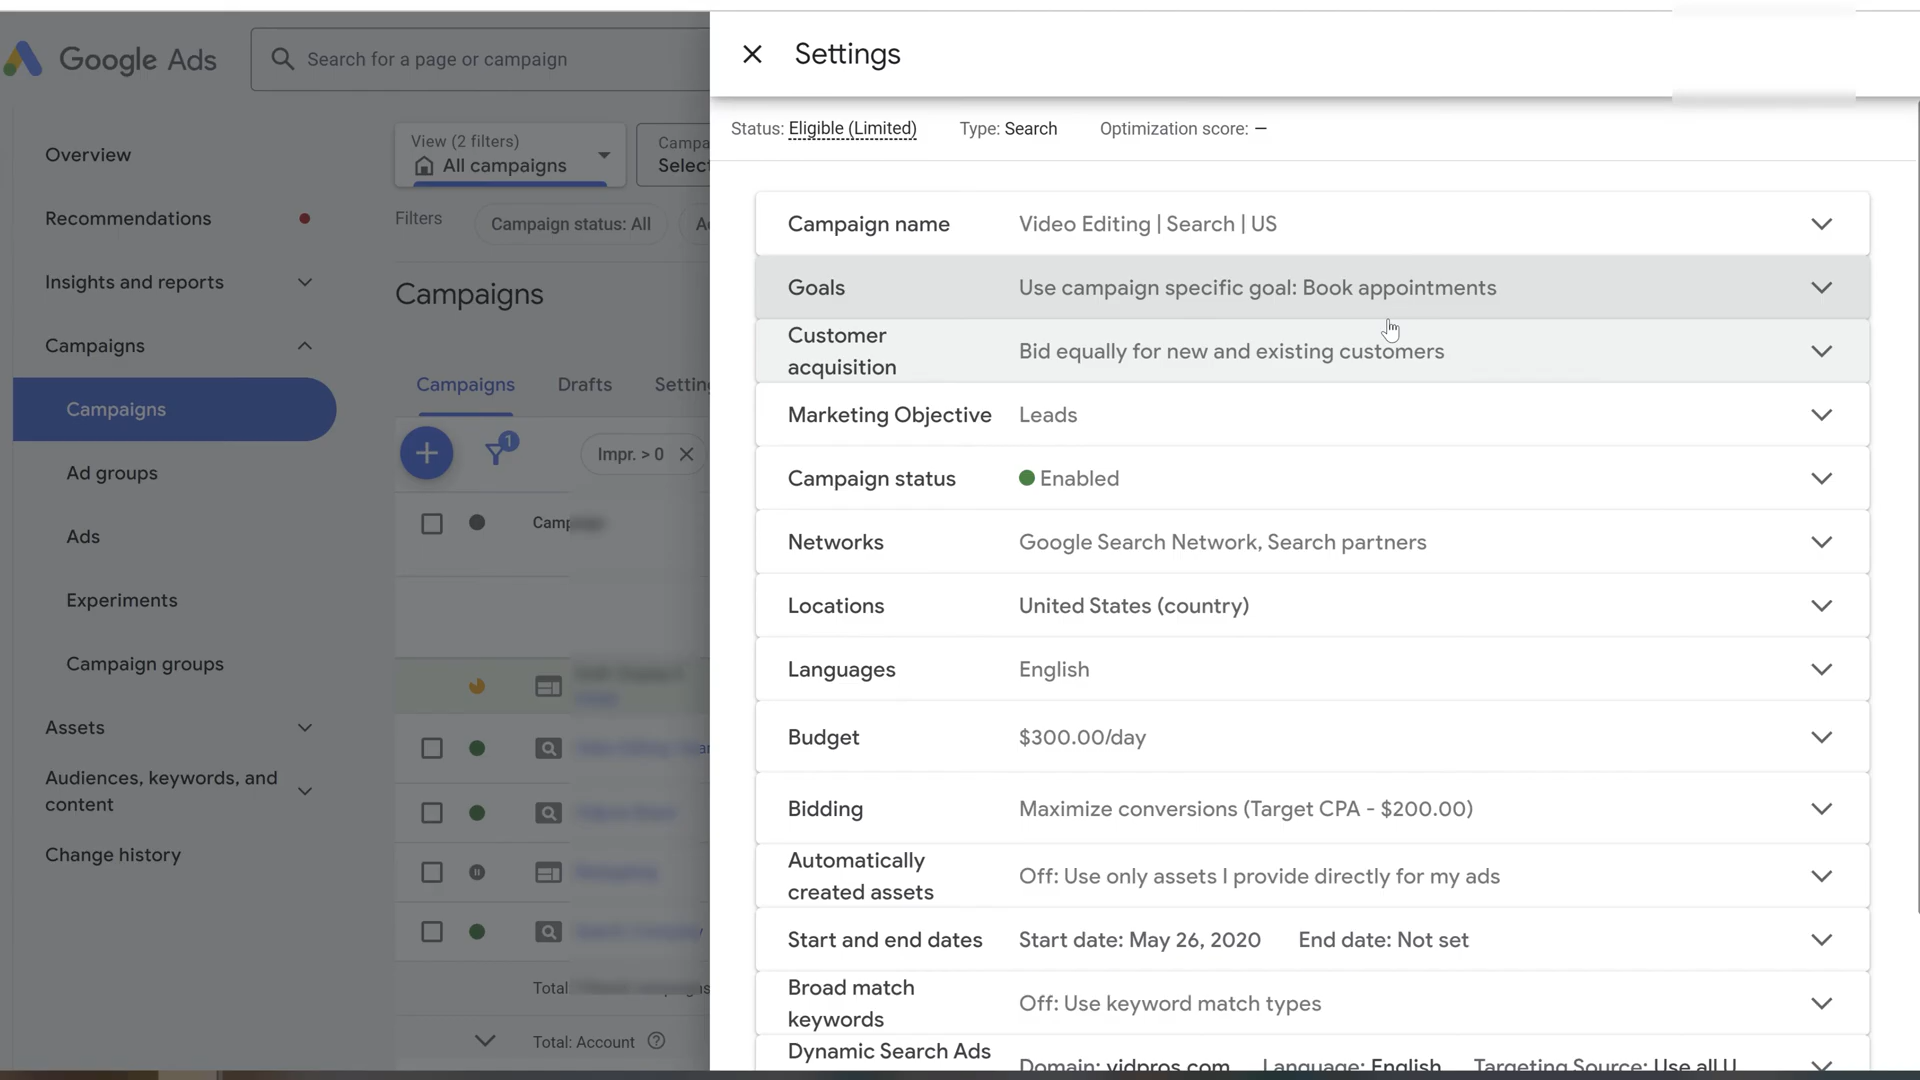 Google Ads
Search for a page or campaign
Overview
Recommendations
Insights and reports
Campaigns
Campaigns
Ad groups
Ads
Experiments
Campaign groups
Assets
Audiences, keywords, and
content
Change history
View (2 filters)
All campaigns
Campa
Select
Filters
Campaign status: All
A
Campaigns
Campaigns
Drafts
Settin
1
Impr. > 0
Camp
Total:
Total: Account
Settings
Status: Eligible (Limited)
Type: Search
Optimization score: –
Campaign name
Video Editing | Search | US
Goals
Use campaign specific goal: Book appointments
Customer
acquisition
Bid equally for new and existing customers
Marketing Objective
Leads
Campaign status
Enabled
Networks
Google Search Network, Search partners
Locations
United States (country)
Languages
English
Budget
$300.00/day
Bidding
Maximize conversions (Target CPA - $200.00)
Automatically
created assets
Off: Use only assets I provide directly for my ads
Start and end dates
Start date: May 26, 2020
End date: Not set
Broad match
keywords
Off: Use keyword match types
Dynamic Search Ads
Domain: vidpros.com
Language: English
Targeting Source: Use all U